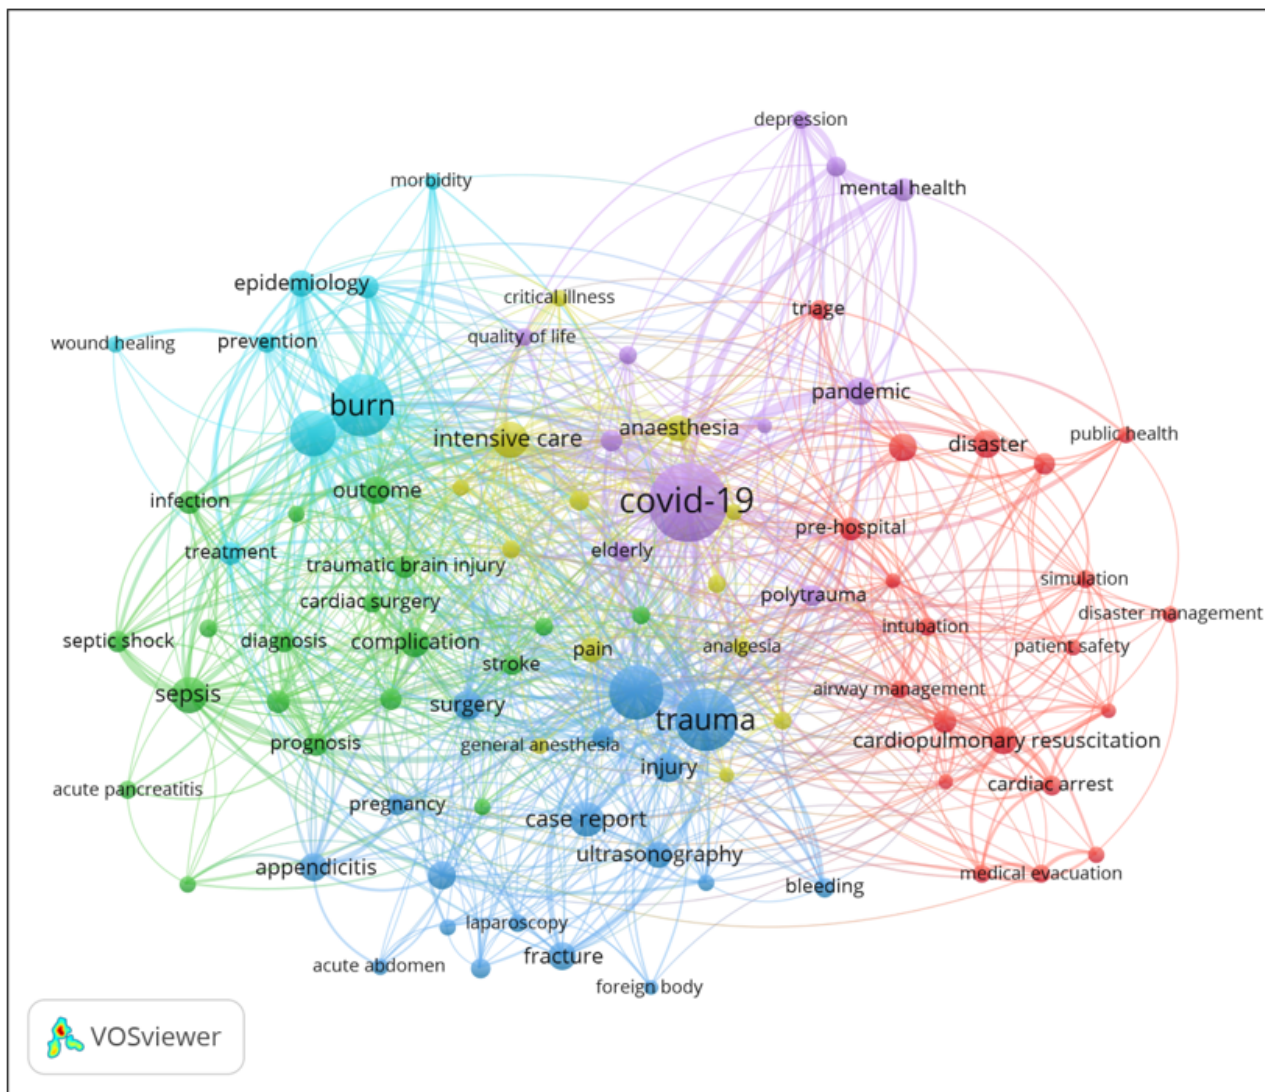 depression
morbidity
mental health
epidemiology
critical illness
triage
quality of life
wound healing
prevention
pandemic
burn
anaesthesia
public health
intensive care
disaster
outcome
infection
covid-19
pre-hospital
treatment
elderly
traumatic brain injury
simulation
polytrauma
cardiac surgery
disaster management
intubation
septic shock
diagnosis
complication
pain
analgesia
patient safety
stroke
sepsis
airway management
surgery
trauma
prognosis
general anesthesia
cardiopulmonary resuscitation
injury
acute pancreatitis
cardiac arrest
pregnancy
case report
ultrasonography
appendicitis
medical evacuation
bleeding
laparoscopy
fracture
acute abdomen
foreign body
VOSviewer